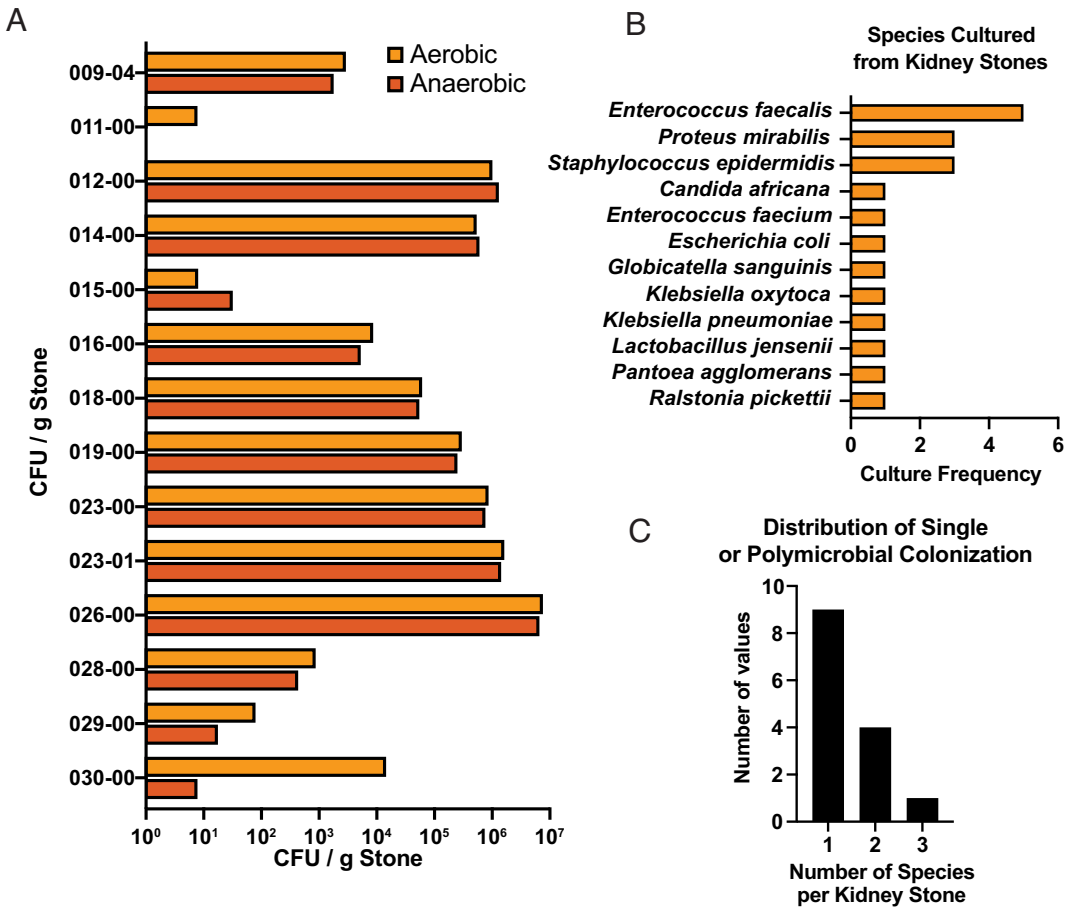 A
Aerobic
Anaerobic
CFU / g Stone
009-04
011-00
012-00
014-00
015-00
016-00
018-00
019-00
023-00
023-01
026-00
028-00
029-00
030-00
10⁰ 10¹ 10² 10³ 10⁴ 10⁵ 10⁶ 10⁷
CFU / g Stone
B
Species Cultured
from Kidney Stones
Enterococcus faecalis
Proteus mirabilis
Staphylococcus epidermidis
Candida africana
Enterococcus faecium
Escherichia coli
Globicatella sanguinis
Klebsiella oxytoca
Klebsiella pneumoniae
Lactobacillus jensenii
Pantoea agglomerans
Ralstonia pickettii
0 2 4 6
Culture Frequency
C
Distribution of Single
or Polymicrobial Colonization
Number of values
10
8
6
4
2
0
1 2 3
Number of Species
per Kidney Stone